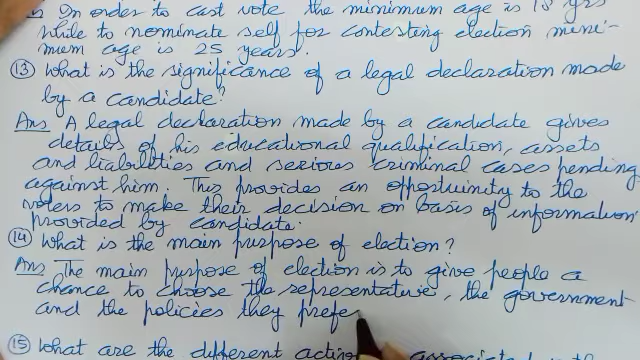 In order to cast vote the minimum age is 18 yrs
while to nominate self for contesting election mini-
mum age is 25 years.
(13) What is the significance of a legal declaration made
by a candidate?
Ans A legal declaration made by a candidate gives
details of his educational qualification, assets
and liabilities and serious criminal cases pending
against him. This provides an opportuinity to the
voters to make their decision on basis of information
provided by candidate.
(14) What is the main purpose of election?
Ans The main purpose of election is to give people a
chance to choose the representative, the government
and the policies they prefe
(15) What are the different associated